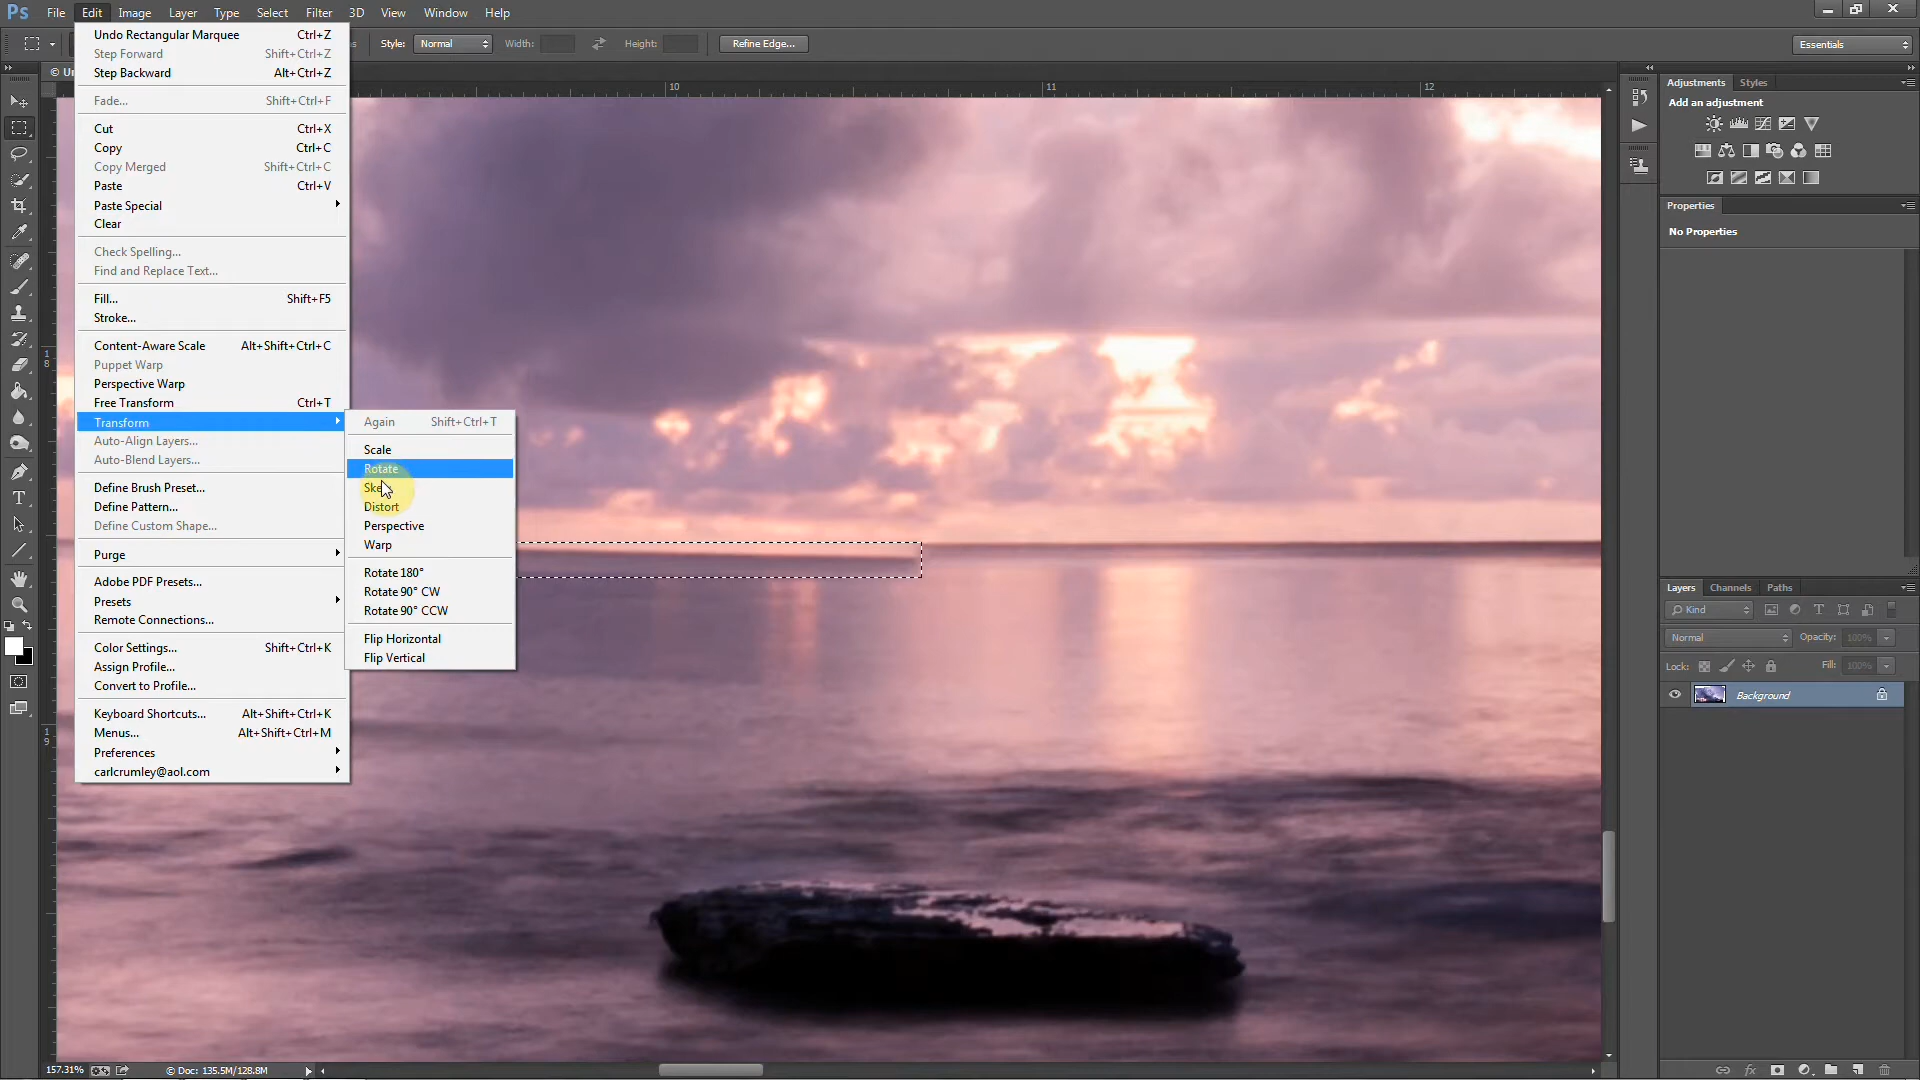 Ps File Edit Image Layer Type Select Filter 3D View Window Help
Style: Normal Width: Height: Refine Edge... Essentials
Undo Rectangular Marquee Ctrl+Z
Step Forward Shift+Ctrl+Z
Step Backward Alt+Ctrl+Z
Fade... Shift+Ctrl+F
Cut Ctrl+X
Copy Ctrl+C
Copy Merged Shift+Ctrl+C
Paste Ctrl+V
Paste Special
Clear
Check Spelling...
Find and Replace Text...
Fill... Shift+F5
Stroke...
Content-Aware Scale Alt+Shift+Ctrl+C
Puppet Warp
Perspective Warp
Free Transform Ctrl+T
Transform
Auto-Align Layers...
Auto-Blend Layers...
Define Brush Preset...
Define Pattern...
Define Custom Shape...
Purge
Adobe PDF Presets...
Presets
Remote Connections...
Color Settings... Shift+Ctrl+K
Assign Profile...
Convert to Profile...
Keyboard Shortcuts... Alt+Shift+Ctrl+K
Menus... Alt+Shift+Ctrl+M
Preferences
carlcrumley@aol.com
Again Shift+Ctrl+T
Scale
Rotate
Distort
Perspective
Warp
Rotate 180°
Rotate 90° CW
Rotate 90° CCW
Flip Horizontal
Flip Vertical
10 11 12
18
19
Adjustments Styles
Add an adjustment
Properties
No Properties
Layers Channels Paths
Kind
Normal Opacity: 100%
Lock: Fill: 100%
Background
157.31% Doc: 135.5M/128.8M